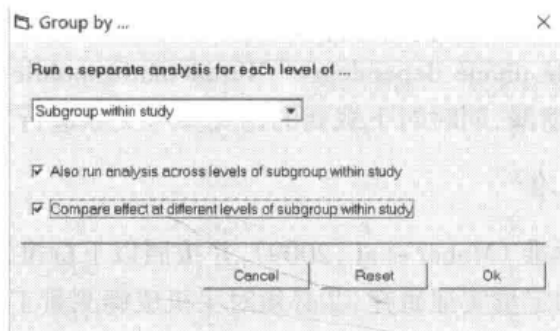 Group by ...
Run a separate analysis for each level of ...
Subgroup within study
Also run analysis across levels of subgroup within study
Compare effect at different levels of subgroup within study
Cancel Reset Ok